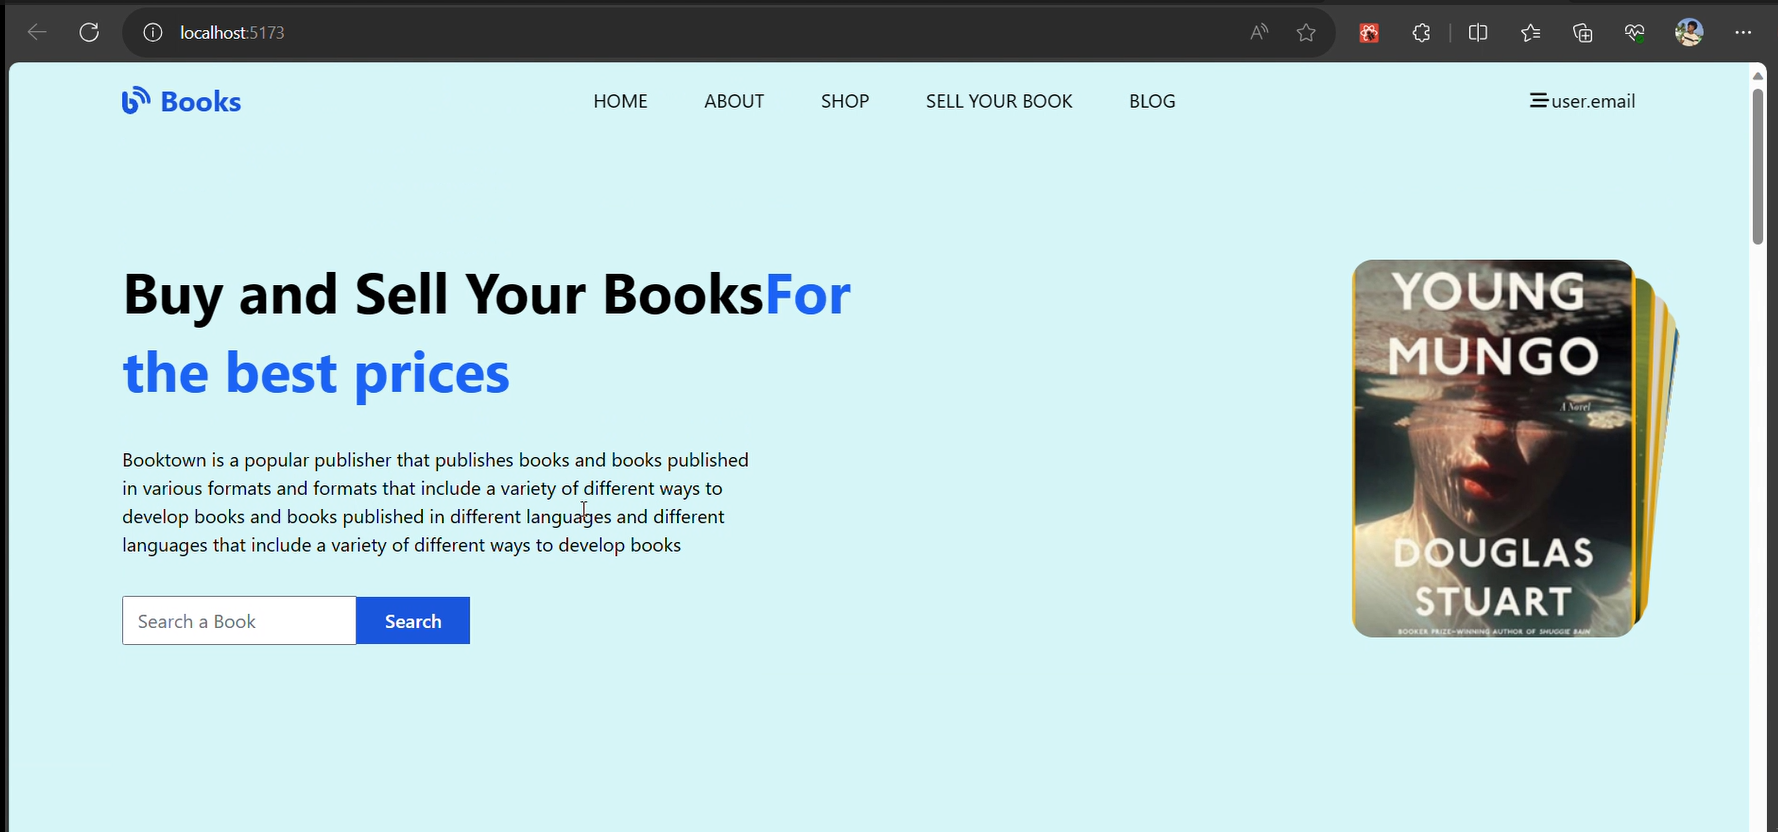 localhost:5173
Books
HOME ABOUT SHOP SELL YOUR BOOK BLOG
user.email
Buy and Sell Your BooksFor
the best prices
Booktown is a popular publisher that publishes books and books published
in various formats and formats that include a variety of different ways to
develop books and books published in different languages and different
languages that include a variety of different ways to develop books
Search a Book
Search
YOUNG
MUNGO
A Novel
DOUGLAS
STUART
BOOKER PRIZE-WINNING AUTHOR OF SHUGGIE BAIN